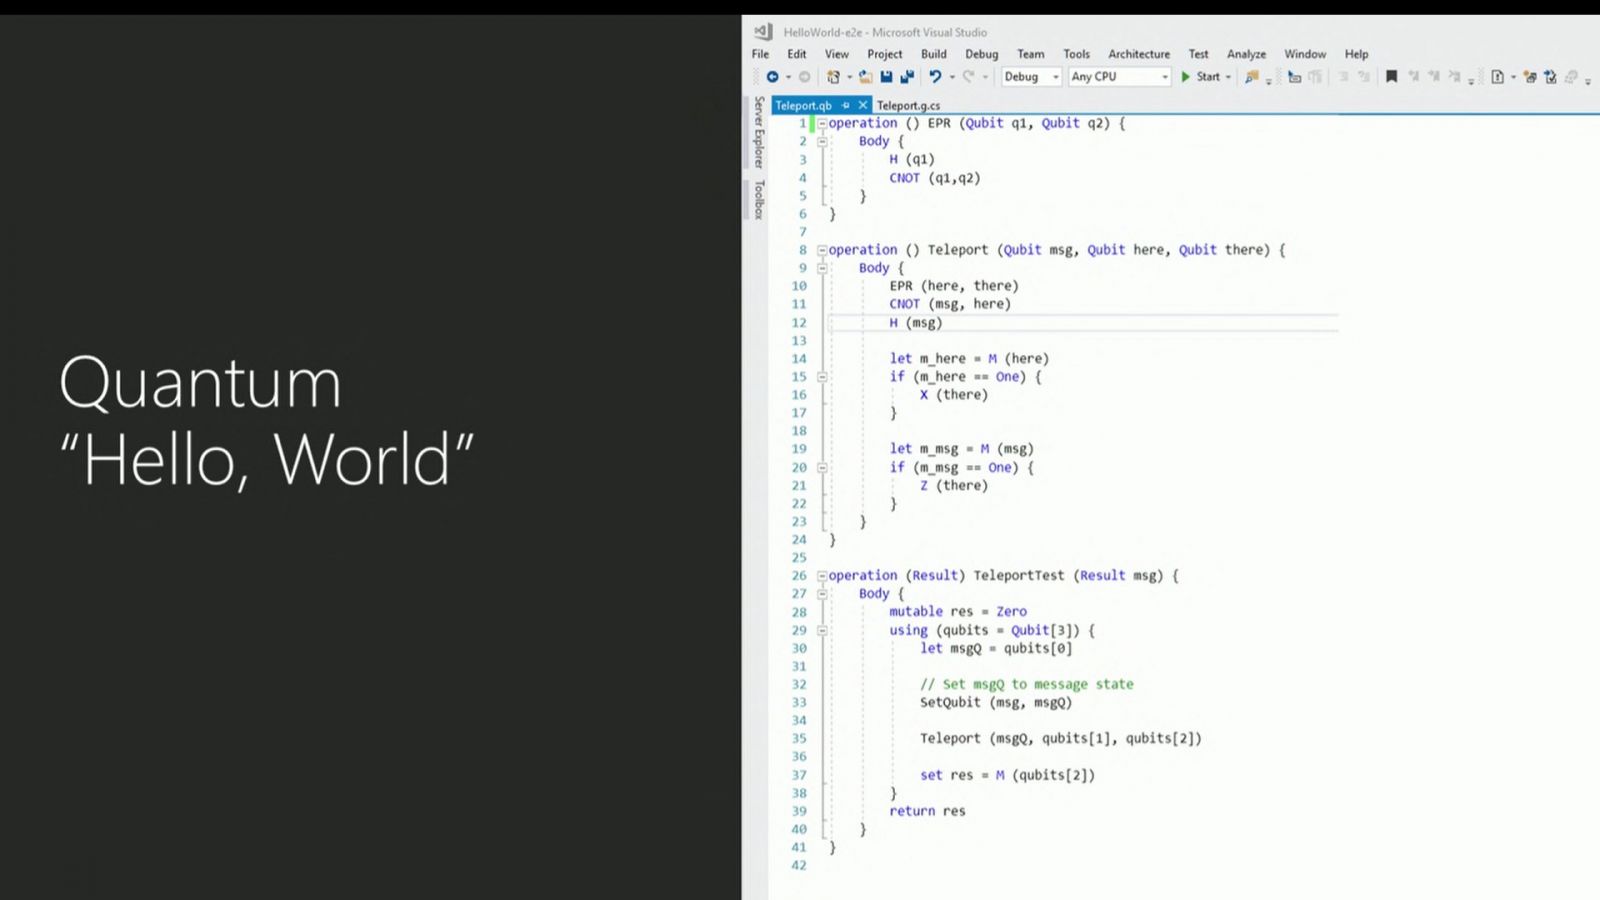 Quantum
“Hello, World”
HelloWorld-e2e - Microsoft Visual Studio
File Edit View Project Build Debug Team Tools Architecture Test Analyze Window Help
Debug Any CPU Start
Server Explorer
Toolbox
Teleport.qb Teleport.g.cs
1 operation () EPR (Qubit q1, Qubit q2) {
2 Body {
3 H (q1)
4 CNOT (q1,q2)
5 }
6 }
7
8 operation () Teleport (Qubit msg, Qubit here, Qubit there) {
9 Body {
10 EPR (here, there)
11 CNOT (msg, here)
12 H (msg)
13
14 let m_here = M (here)
15 if (m_here == One) {
16 X (there)
17 }
18
19 let m_msg = M (msg)
20 if (m_msg == One) {
21 Z (there)
22 }
23 }
24 }
25
26 operation (Result) TeleportTest (Result msg) {
27 Body {
28 mutable res = Zero
29 using (qubits = Qubit[3]) {
30 let msgQ = qubits[0]
31
32 // Set msgQ to message state
33 SetQubit (msg, msgQ)
34
35 Teleport (msgQ, qubits[1], qubits[2])
36
37 set res = M (qubits[2])
38 }
39 return res
40 }
41 }
42